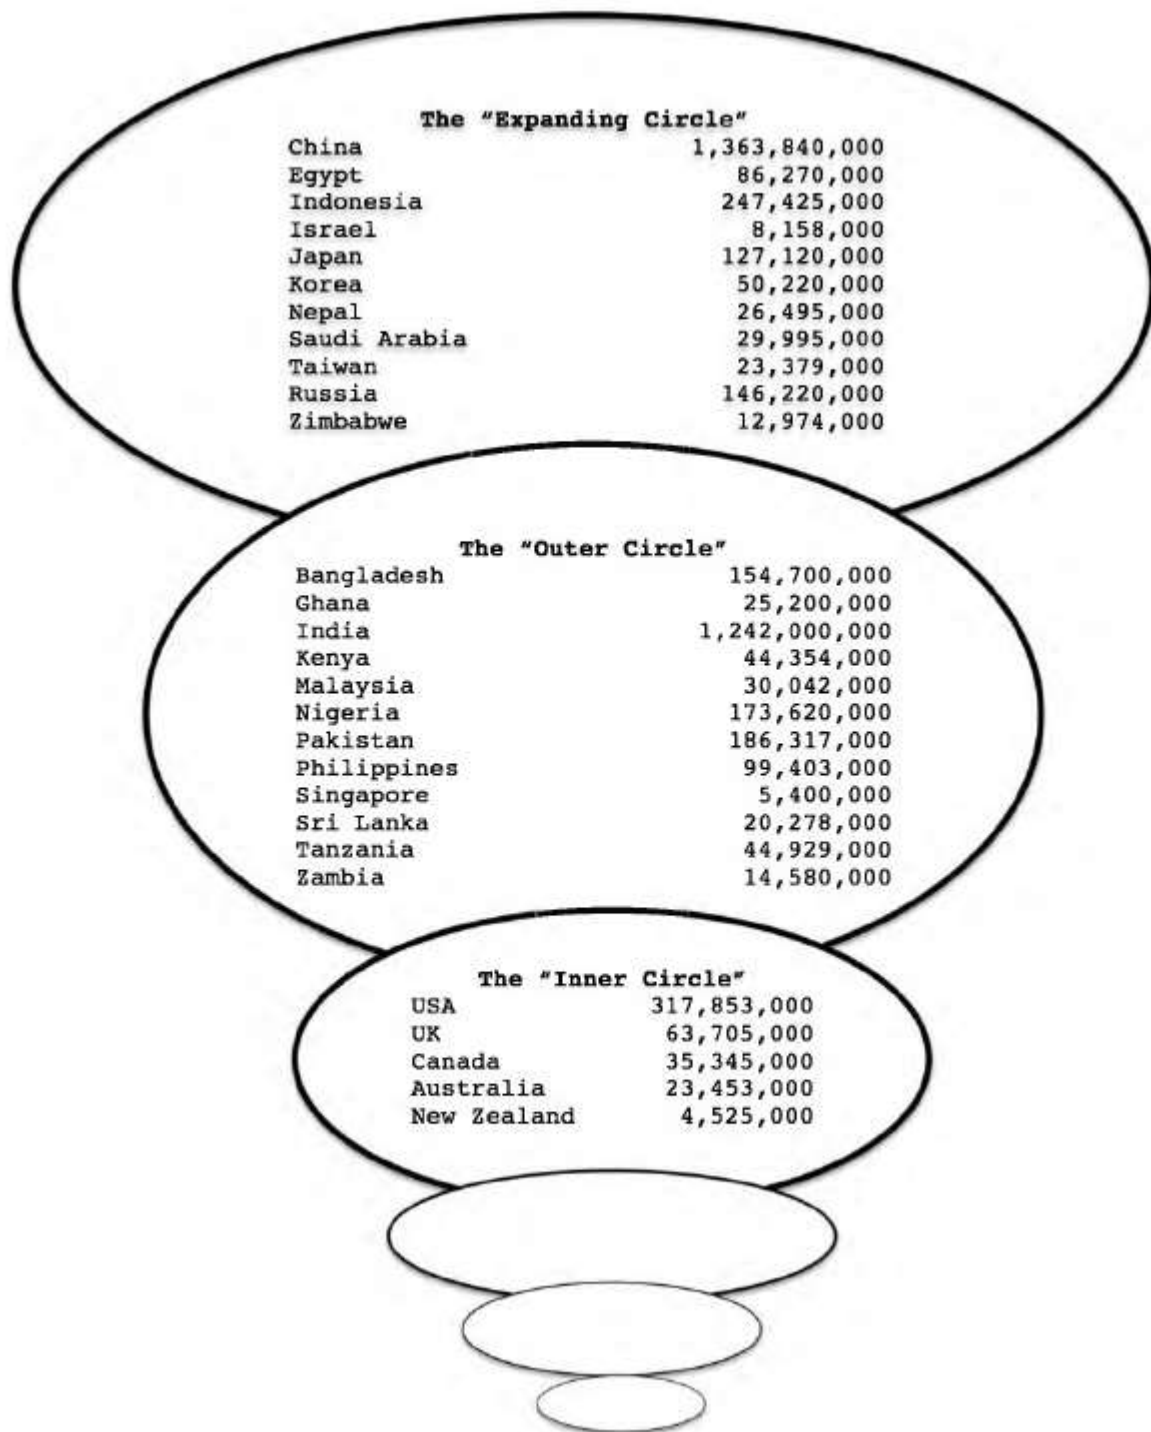 The "Expanding Circle"
China 1,363,840,000
Egypt 86,270,000
Indonesia 247,425,000
Israel 8,158,000
Japan 127,120,000
Korea 50,220,000
Nepal 26,495,000
Saudi Arabia 29,995,000
Taiwan 23,379,000
Russia 146,220,000
Zimbabwe 12,974,000
The "Outer Circle"
Bangladesh 154,700,000
Ghana 25,200,000
India 1,242,000,000
Kenya 44,354,000
Malaysia 30,042,000
Nigeria 173,620,000
Pakistan 186,317,000
Philippines 99,403,000
Singapore 5,400,000
Sri Lanka 20,278,000
Tanzania 44,929,000
Zambia 14,580,000
The "Inner Circle"
USA 317,853,000
UK 63,705,000
Canada 35,345,000
Australia 23,453,000
New Zealand 4,525,000